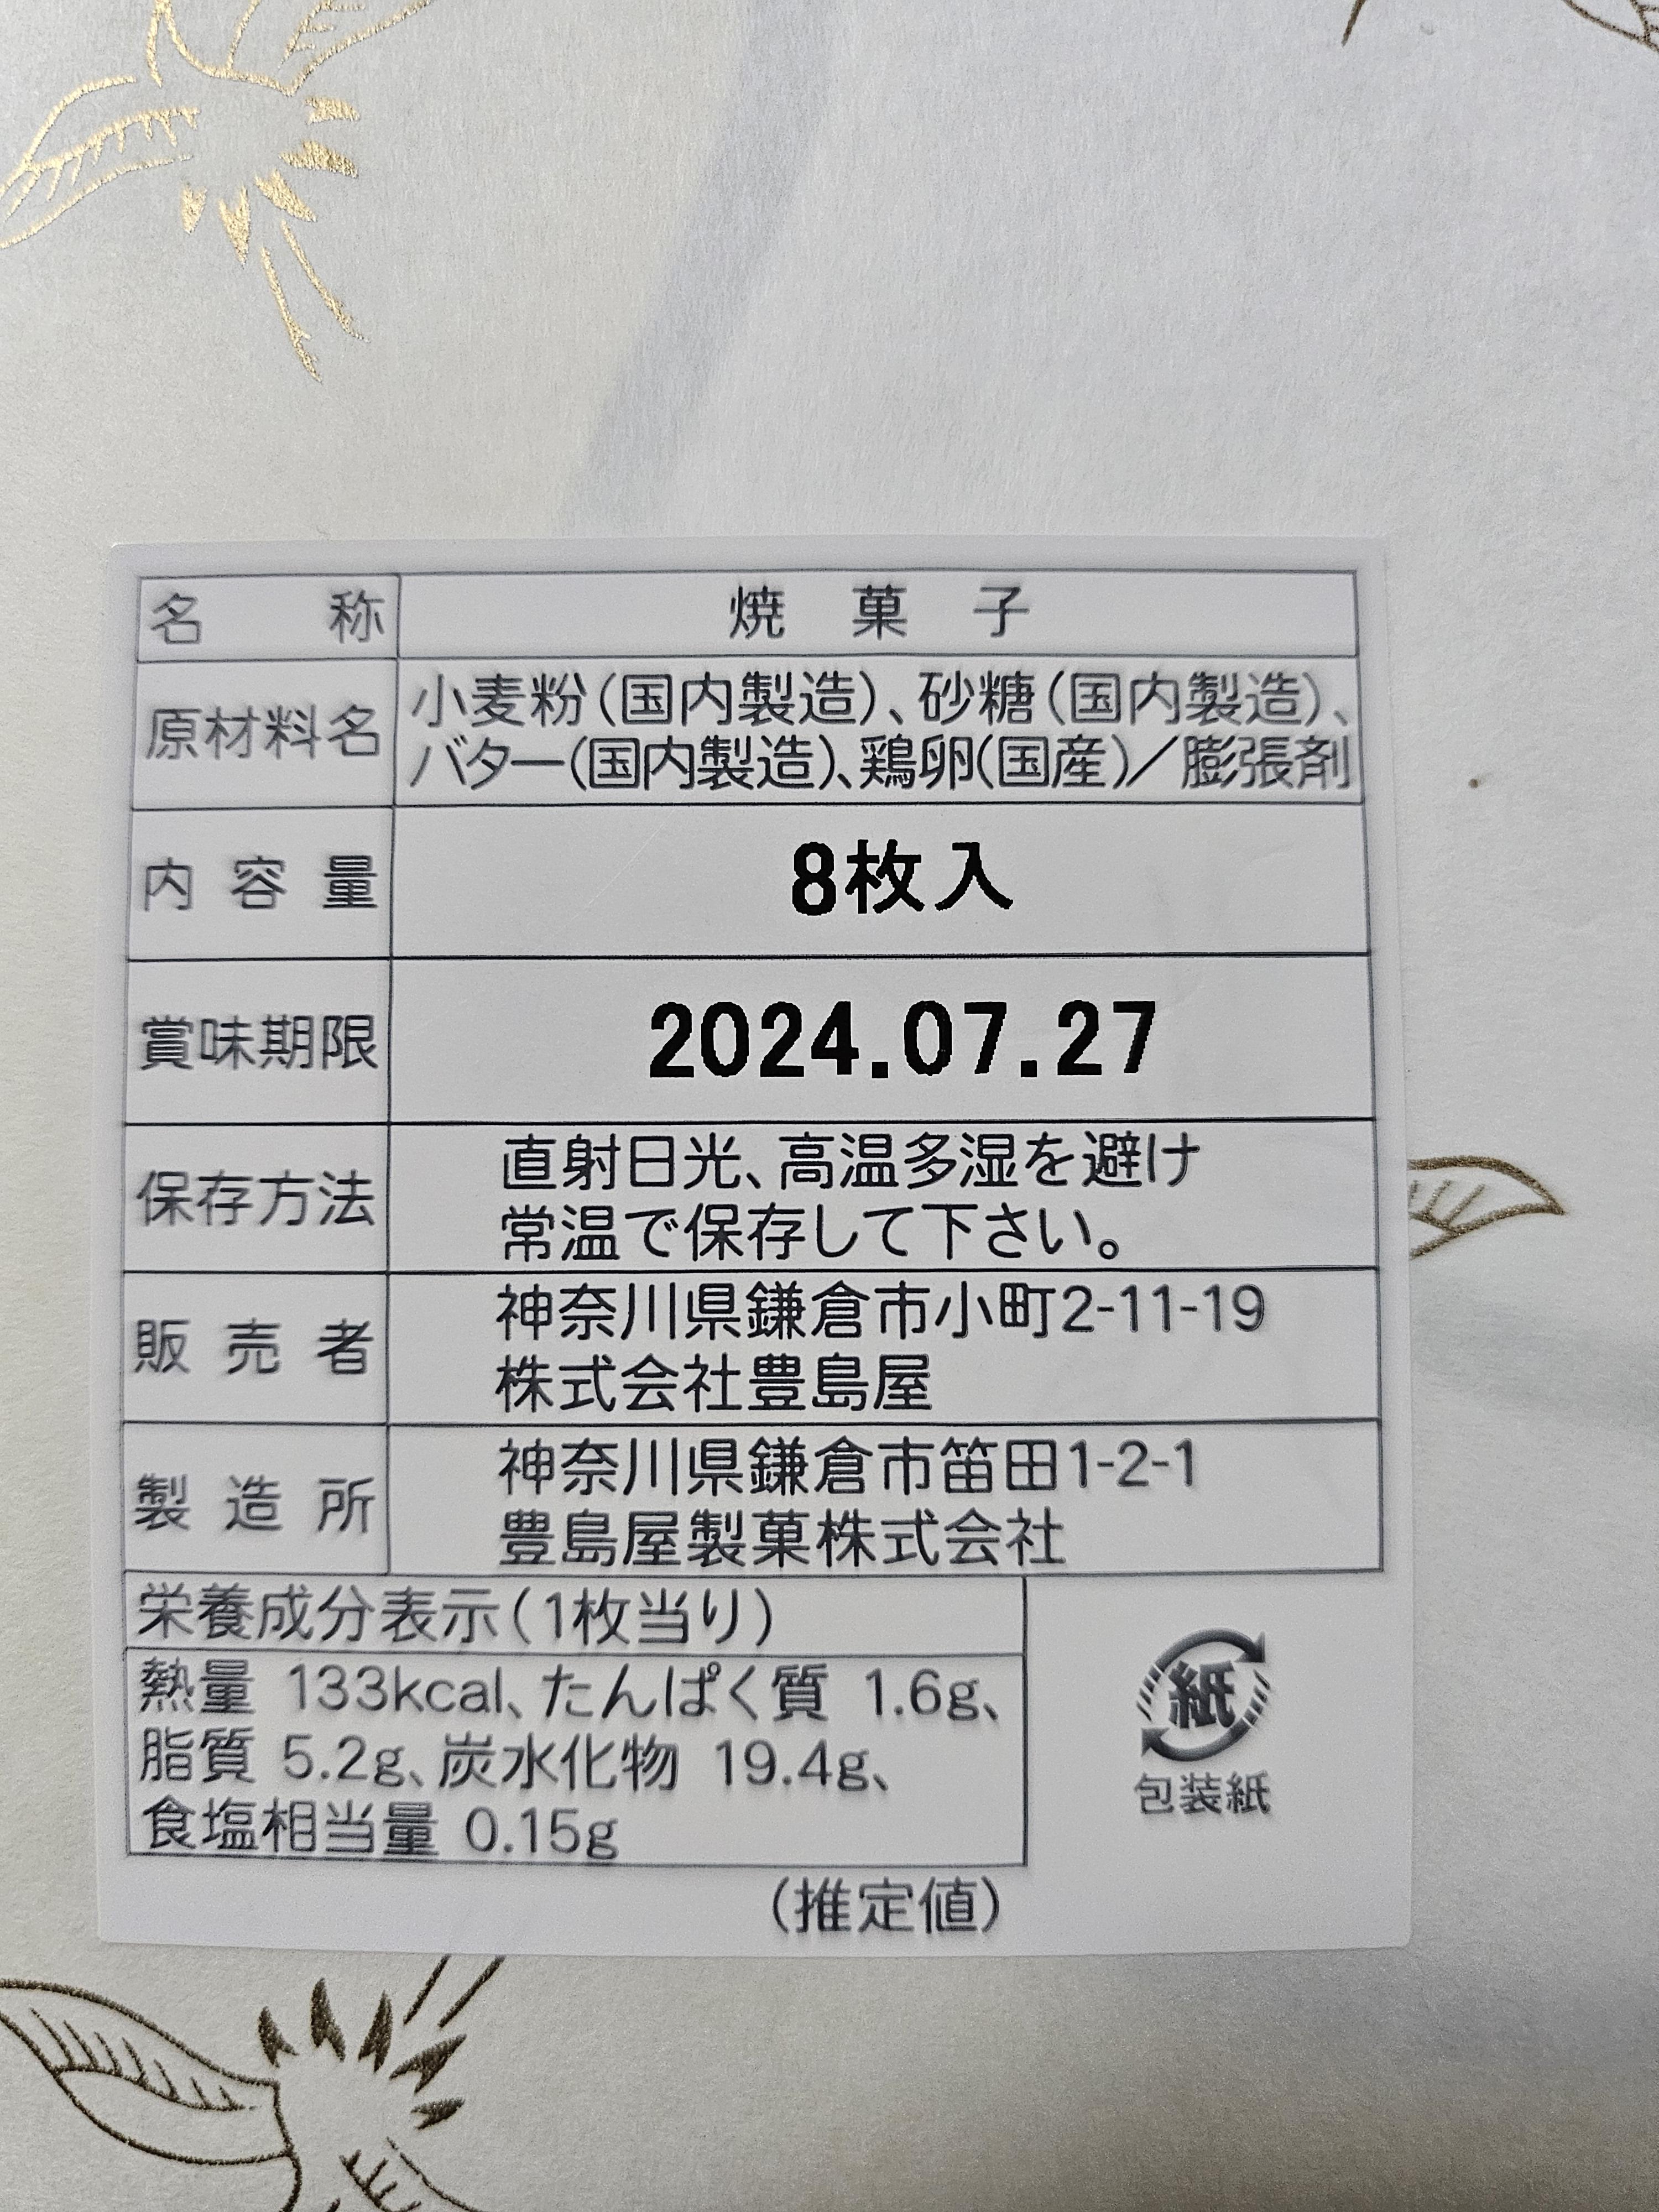 名称 焼菓子
原材料名 小麦粉(国内製造)、砂糖(国内製造)、
バター(国内製造)、鶏卵(国産)/膨張剤
内容量 8枚入
賞味期限 2024.07.27
保存方法 直射日光、高温多湿を避け
常温で保存して下さい。
販売者 神奈川県鎌倉市小町2-11-19
株式会社豊島屋
製造所 神奈川県鎌倉市笛田1-2-1
豊島屋製菓株式会社
栄養成分表示(1枚当り)
熱量 133kcal、たんぱく質 1.6g、
脂質 5.2g、炭水化物 19.4g、
食塩相当量 0.15g
(推定値)
紙
包装紙